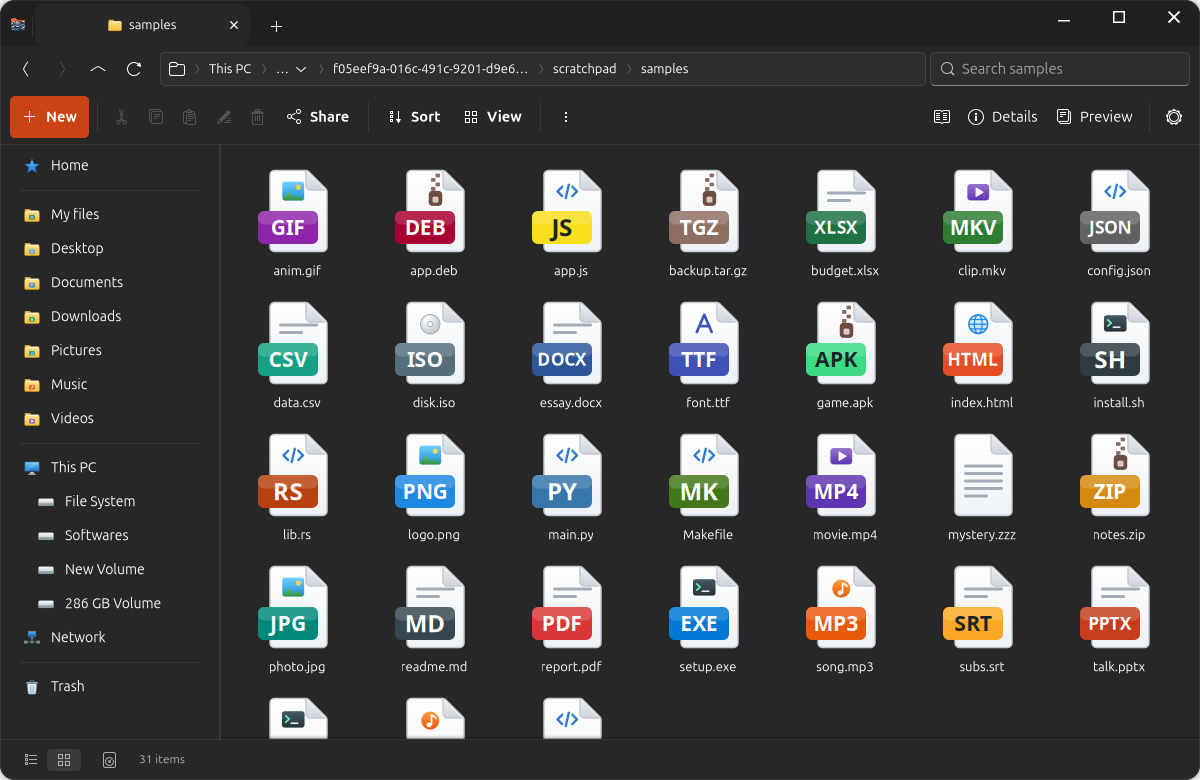 samples
This PC
...
f05eef9a-016c-491c-9201-d9e6...
scratchpad
samples
Search samples
New
Share
Sort
View
Details
Preview
Home
My files
Desktop
Documents
Downloads
Pictures
Music
Videos
This PC
File System
Softwares
New Volume
286 GB Volume
Network
Trash
GIF
DEB
JS
TGZ
XLSX
MKV
JSON
anim.gif
app.deb
app.js
backup.tar.gz
budget.xlsx
clip.mkv
config.json
CSV
ISO
DOCX
TTF
APK
HTML
SH
data.csv
disk.iso
essay.docx
font.ttf
game.apk
index.html
install.sh
RS
PNG
PY
MK
MP4
ZIP
lib.rs
logo.png
main.py
Makefile
movie.mp4
mystery.zzz
notes.zip
JPG
MD
PDF
EXE
MP3
SRT
PPTX
photo.jpg
readme.md
report.pdf
setup.exe
song.mp3
subs.srt
talk.pptx
31 items